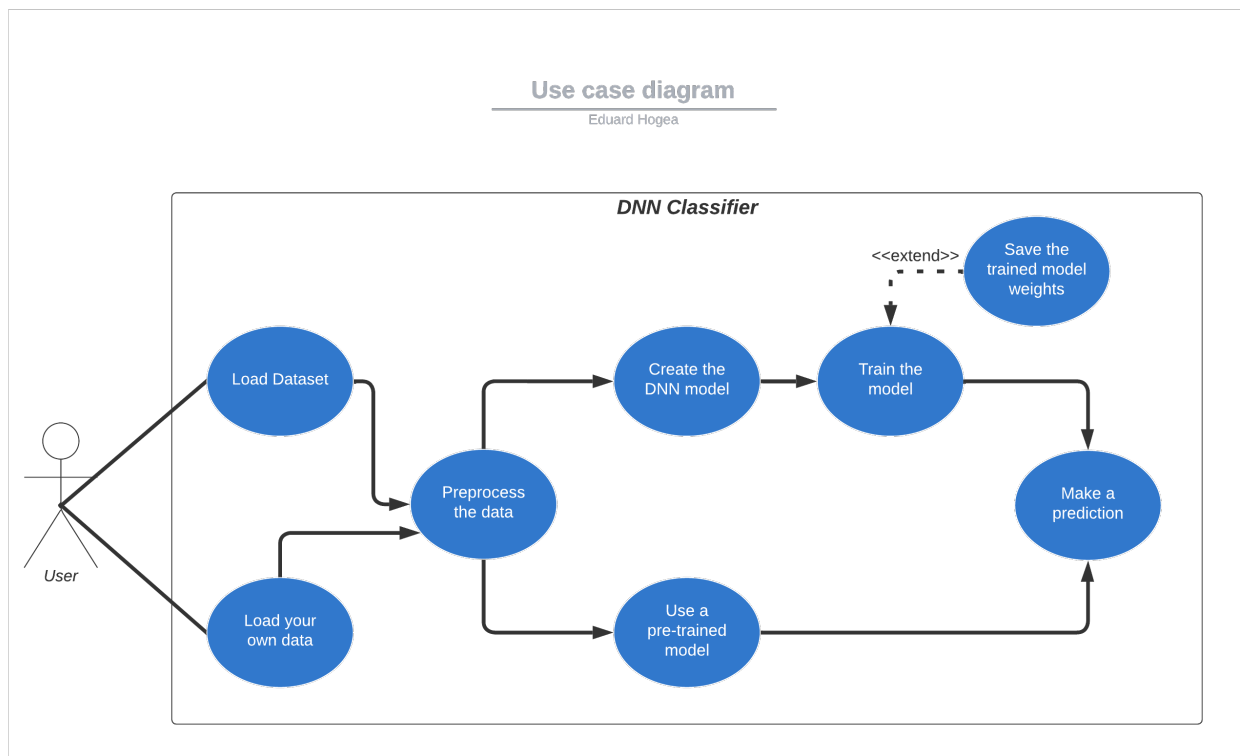 Use case diagram
Eduard Hogea
DNN Classifier
<<extend>>
Save the
trained model
weights
Load Dataset
Create the
DNN model
Train the
model
Preprocess
the data
Make a
prediction
User
Load your
own data
Use a
pre-trained
model